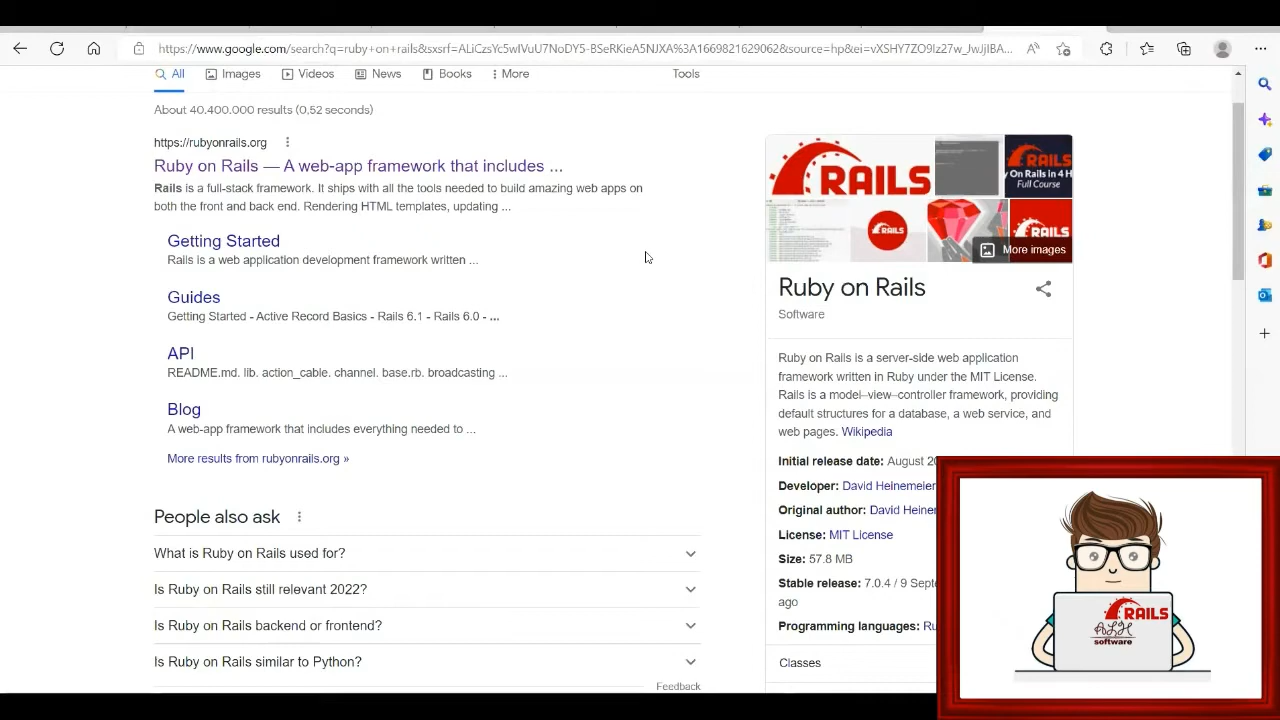 https://www.google.com/search?q=ruby+on+rails&sxsrf=ALiCzsYc5wIVuU7NoDY5-BSeRKieA5NJXA%3A1669821629062&source=hp&ei=vXSHY7ZO9Iz27_wJwJjIBA...
All
Images
Videos
News
Books
More
Tools
About 40.400.000 results (0,52 seconds)
https://rubyonrails.org
Ruby on Rails — A web-app framework that includes ...
Rails is a full-stack framework. It ships with all the tools needed to build amazing web apps on
both the front and back end. Rendering HTML templates, updating ...
Getting Started
Rails is a web application development framework written ...
Guides
Getting Started - Active Record Basics - Rails 6.1 - Rails 6.0 - ...
API
README.md. lib. action_cable. channel. base.rb. broadcasting ...
Blog
A web-app framework that includes everything needed to ...
More results from rubyonrails.org »
People also ask
What is Ruby on Rails used for?
Is Ruby on Rails still relevant 2022?
Is Ruby on Rails backend or frontend?
Is Ruby on Rails similar to Python?
Feedback
RAILS
RAILS
y On Rails in 4 H
Full Course
RAILS
RAILS
More images
Ruby on Rails
Software
Ruby on Rails is a server-side web application
framework written in Ruby under the MIT License.
Rails is a model–view–controller framework, providing
default structures for a database, a web service, and
web pages. Wikipedia
Initial release date: August 20
Developer: David Heinemeier
Original author: David Heiner
License: MIT License
Size: 57.8 MB
Stable release: 7.0.4 / 9 Septe
ago
Programming languages: Ru
Classes
RAILS
software